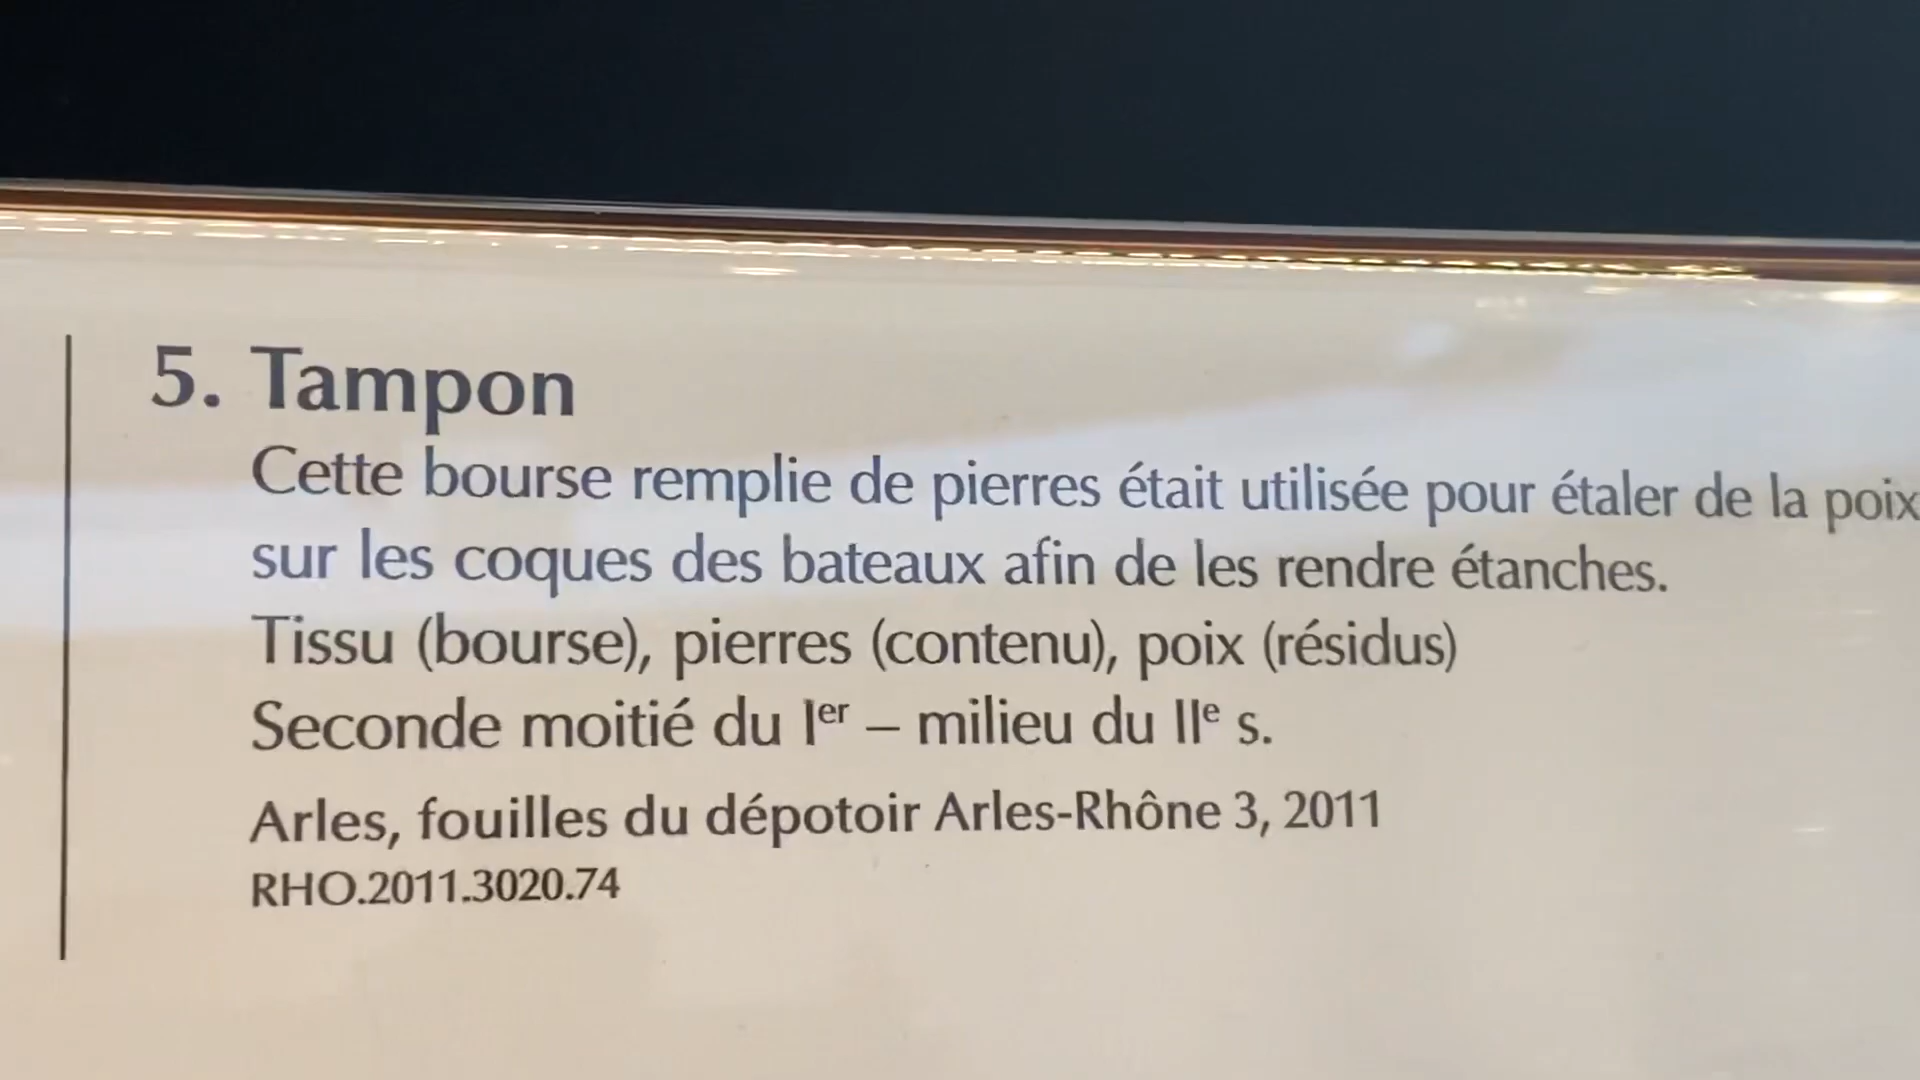 5. Tampon
Cette bourse remplie de pierres était utilisée pour étaler de la poix
sur les coques des bateaux afin de les rendre étanches.
Tissu (bourse), pierres (contenu), poix (résidus)
Seconde moitié du Ier – milieu du IIe s.
Arles, fouilles du dépotoir Arles-Rhône 3, 2011
RHO.2011.3020.74